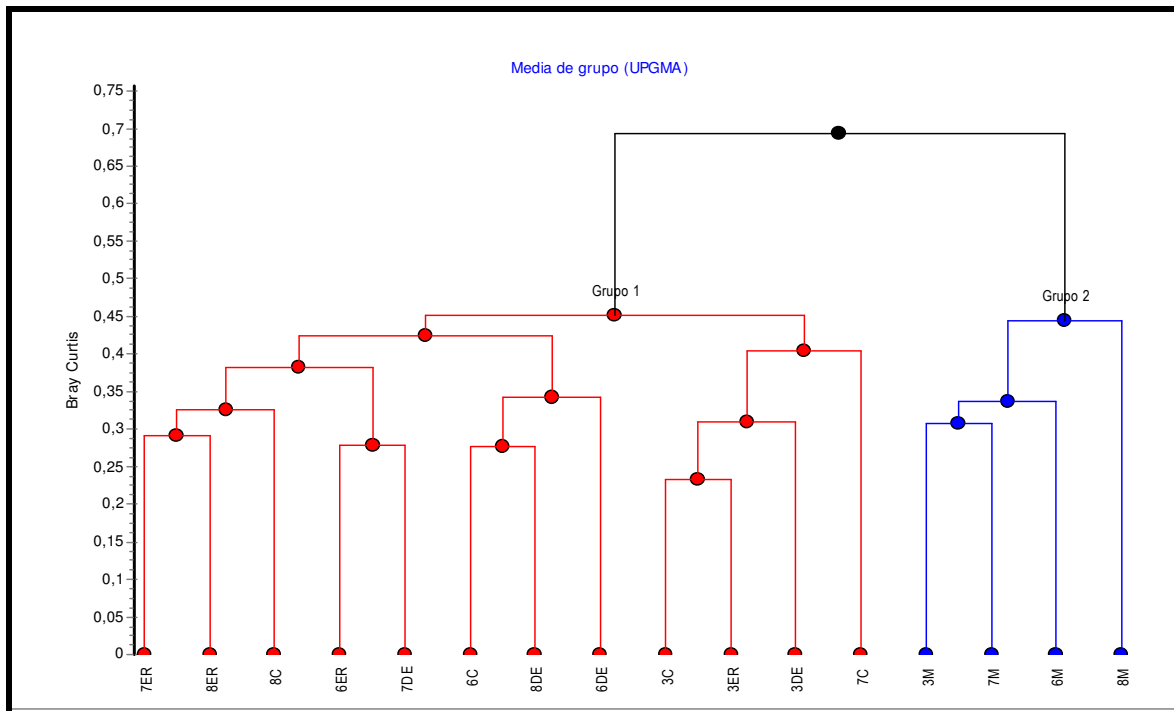 Media de grupo (UPGMA)
0,75
0,7
0,65
0,6
0,55
0,5
0,45
0,4
0,35
0,3
0,25
0,2
0,15
0,1
0,05
0
Bray Curtis
Grupo 1
Grupo 2
7ER
8ER
8C
6ER
7DE
6C
8DE
6DE
3C
3ER
3DE
7C
3M
7M
6M
8M